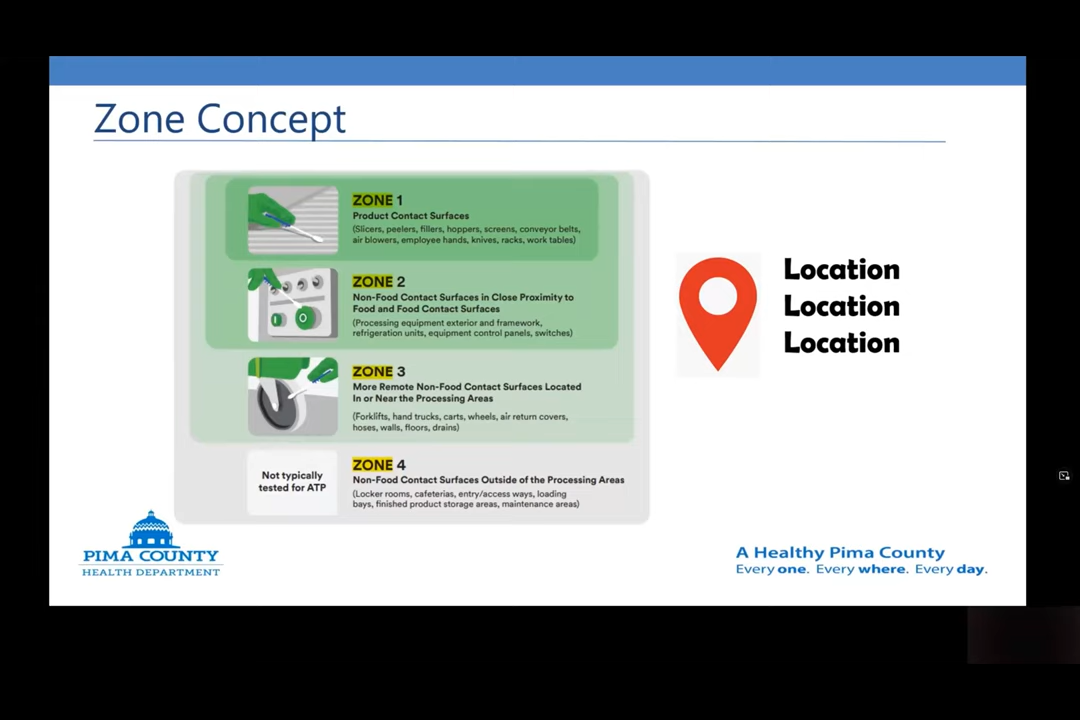 Zone Concept
ZONE 1
Product Contact Surfaces
(Slicers, peelers, fillers, hoppers, screens, conveyor belts,
air blowers, employee hands, knives, racks, work tables)
ZONE 2
Non-Food Contact Surfaces in Close Proximity to
Food and Food Contact Surfaces
(Processing equipment exterior and framework,
refrigeration units, equipment control panels, switches)
ZONE 3
More Remote Non-Food Contact Surfaces Located
In or Near the Processing Areas
(Forklifts, hand trucks, carts, wheels, air return covers,
hoses, walls, floors, drains)
Not typically
tested for ATP
ZONE 4
Non-Food Contact Surfaces Outside of the Processing Areas
(Locker rooms, cafeterias, entry/access ways, loading
bays, finished product storage areas, maintenance areas)
Location
Location
Location
PIMA COUNTY
HEALTH DEPARTMENT
A Healthy Pima County
Every one. Every where. Every day.